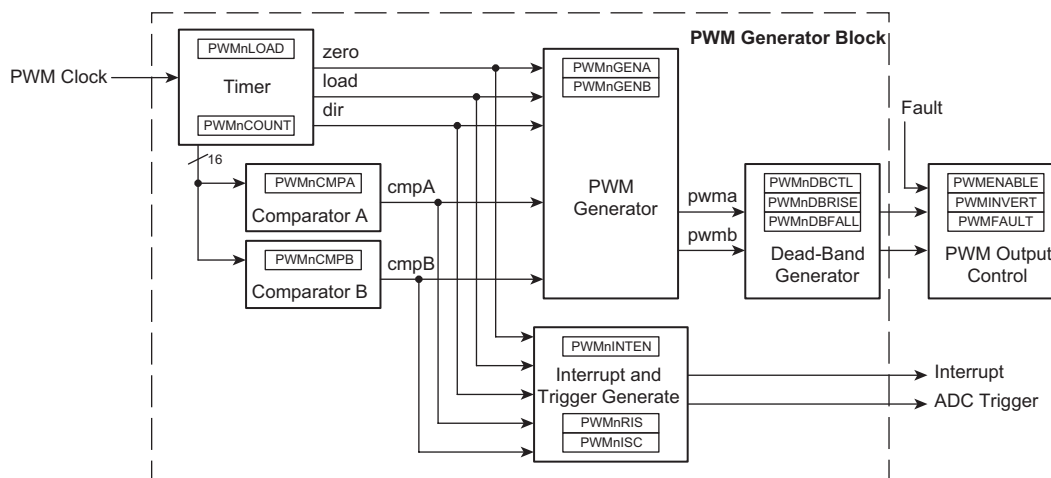 PWM Generator Block
PWM Clock
PWMnLOAD
Timer
PWMnCOUNT
zero
load
dir
16
PWMnCMPA
Comparator A
cmpA
PWMnCMPB
Comparator B
cmpB
PWMnGENA
PWMnGENB
PWM
Generator
pwma
pwmb
PWMnDBCTL
PWMnDBRISE
PWMnDBFALL
Dead-Band
Generator
Fault
PWMENABLE
PWMINVERT
PWMFAULT
PWM Output
Control
PWMnINTEN
Interrupt and
Trigger Generate
PWMnRIS
PWMnISC
Interrupt
ADC Trigger